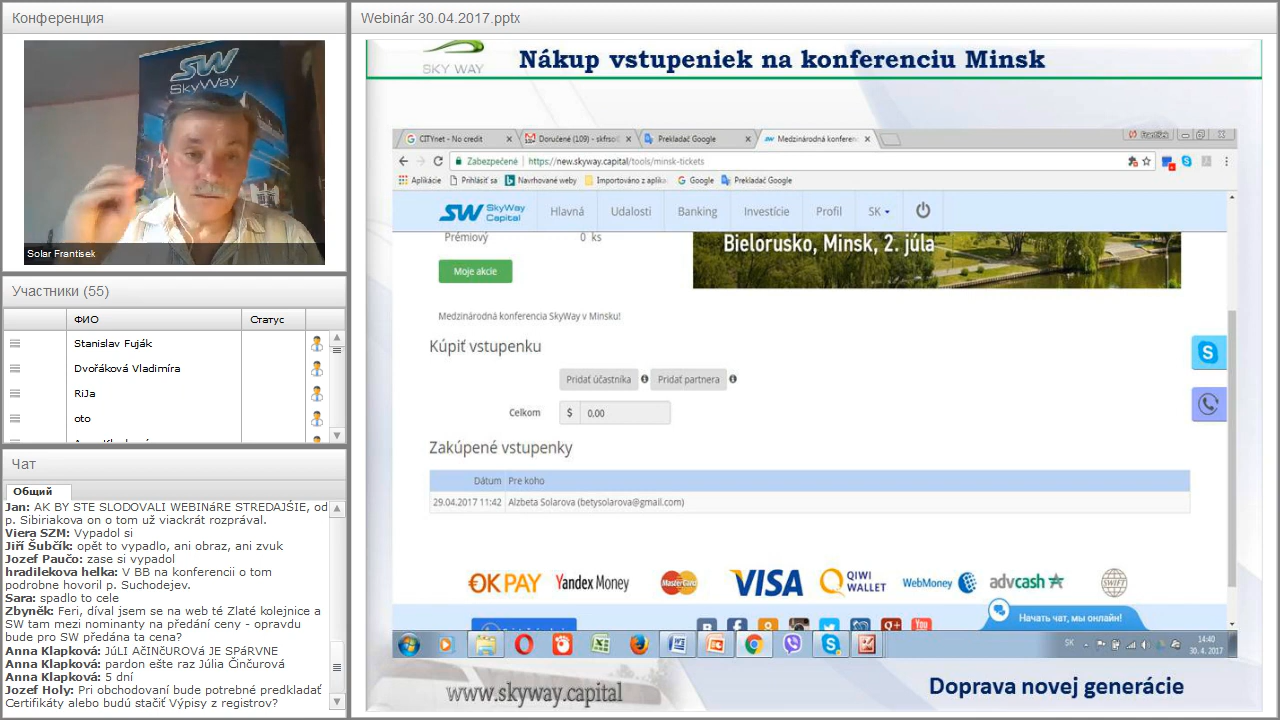 Конференция
SW
SkyWay
Solar Frantisek
Участники (55)
ФИО Статус
Stanislav Fuják
Dvořáková Vladimíra
RiJa
oto
Чат
Общий
Jan: AK BY STE SLODOVALI WEBINáRE STREDAJŠIE, od
p. Sibiriakova on o tom už viackrát rozprával.
Viera SZM: Vypadol si
Jiří Šubčík: opět to vypadlo, ani obraz, ani zvuk
Jozef Paučo: zase si vypadol
hradilekova helka: V BB na konferencii o tom
podrobne hovoril p. Suchodejev.
Sara: spadlo to cele
Zbyněk: Feri, díval jsem se na web té Zlaté kolejnice a
SW tam mezi nominanty na předání ceny - opravdu
bude pro SW předána ta cena?
Anna Klapková: pardon ešte raz Júlia Činčurová
Anna Klapková: 5 dní
Jozef Holy: Pri obchodovaní bude potrebné predkladať
Certifikáty alebo budú stačiť Výpisy z registrov?
Webinár 30.04.2017.pptx
SKY WAY
Nákup vstupeniek na konferenciu Minsk
CITYnet - No credit
Doručené (109) - skfrso
Prekladač Google
Medzinárodná konferen
František
Zabezpečené https://new.skyway.capital/tools/minsk-tickets
Aplikácie Prihlásiť sa Navrhované weby Importováno z aplik Google Prekladač Google
SW SkyWay Capital
Hlavná Udalosti Banking Investície Profil SK
Prémiový 0 ks
Moje akcie
Bielorusko, Minsk, 2. júla
Medzinárodná konferencia SkyWay v Minsku!
Kúpiť vstupenku
Pridať účastníka Pridať partnera
Celkom $ 0.00
Zakúpené vstupenky
Dátum Pre koho
29.04.2017 11:42 Alzbeta Solarova (betysolarova@gmail.com)
OKPAY Yandex Money MasterCard VISA QIWI WALLET WebMoney advcash SWIFT
Начать чат, мы онлайн!
SK
14:40
30. 4. 2017
www.skyway.capital
Doprava novej generácie